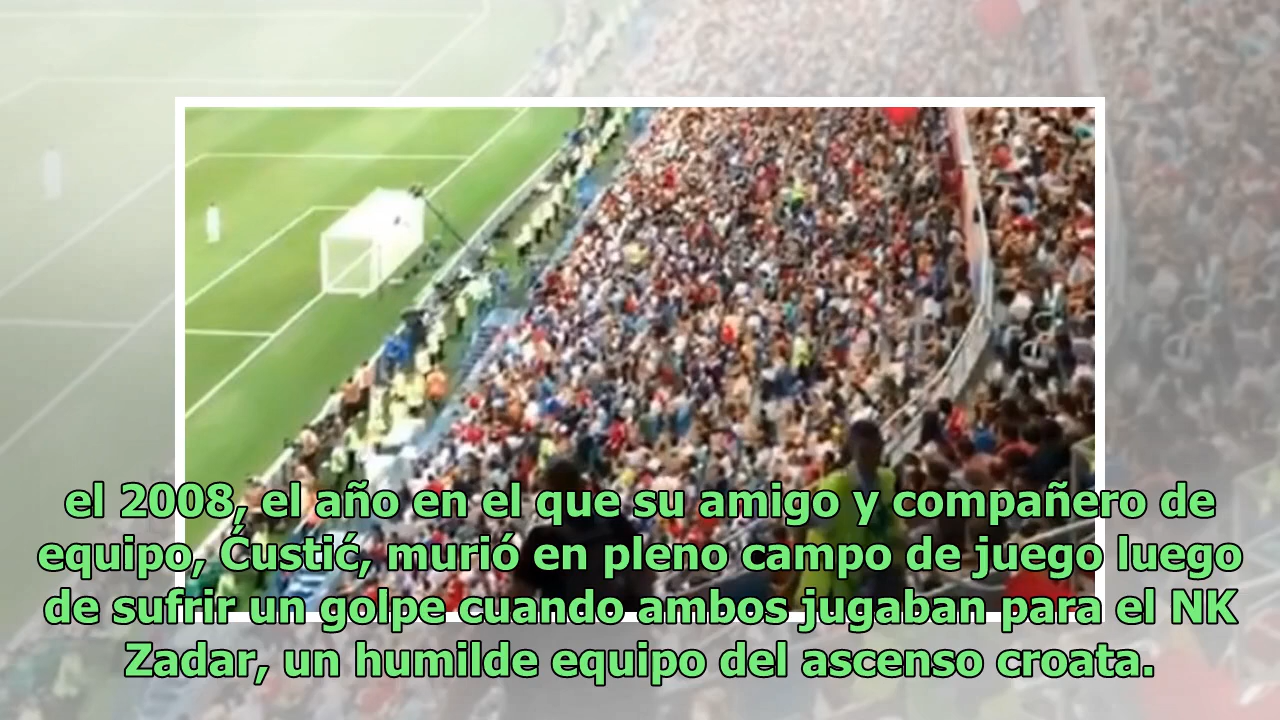 el 2008, el año en el que su amigo y compañero de
equipo, Ćustić, murió en pleno campo de juego luego
de sufrir un golpe cuando ambos jugaban para el NK
Zadar, un humilde equipo del ascenso croata.